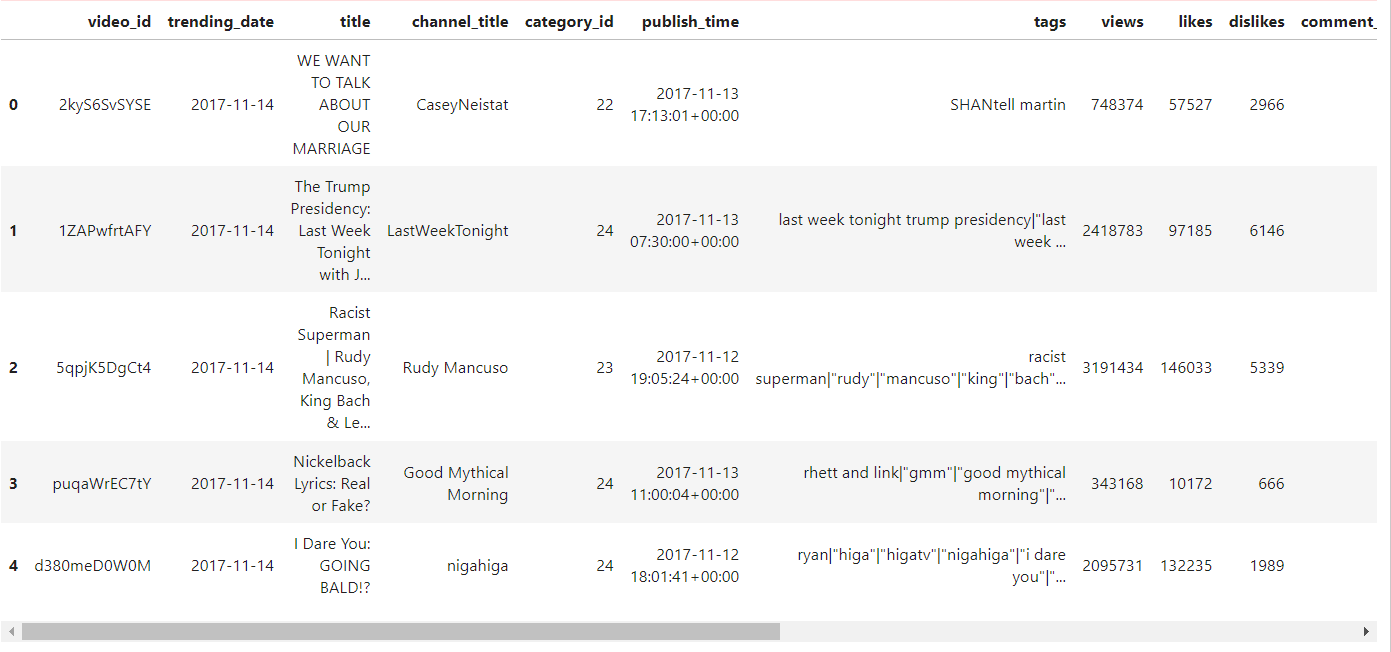 video_id trending_date title channel_title category_id publish_time tags views likes dislikes comment_
0 2kyS6SvSYSE 2017-11-14 WE WANT
TO TALK
ABOUT
OUR
MARRIAGE CaseyNeistat 22 2017-11-13
17:13:01+00:00 SHANtell martin 748374 57527 2966
1 1ZAPwfrtAFY 2017-11-14 The Trump
Presidency:
Last Week
Tonight
with J... LastWeekTonight 24 2017-11-13
07:30:00+00:00 last week tonight trump presidency|"last
week ... 2418783 97185 6146
2 5qpjK5DgCt4 2017-11-14 Racist
Superman
| Rudy
Mancuso,
King Bach
& Le... Rudy Mancuso 23 2017-11-12
19:05:24+00:00 racist
superman|"rudy"|"mancuso"|"king"|"bach"... 3191434 146033 5339
3 puqaWrEC7tY 2017-11-14 Nickelback
Lyrics: Real
or Fake? Good Mythical
Morning 24 2017-11-13
11:00:04+00:00 rhett and link|"gmm"|"good mythical
morning"|"... 343168 10172 666
4 d380meD0W0M 2017-11-14 I Dare You:
GOING
BALD!? nigahiga 24 2017-11-12
18:01:41+00:00 ryan|"higa"|"higatv"|"nigahiga"|"i dare
you"|"... 2095731 132235 1989